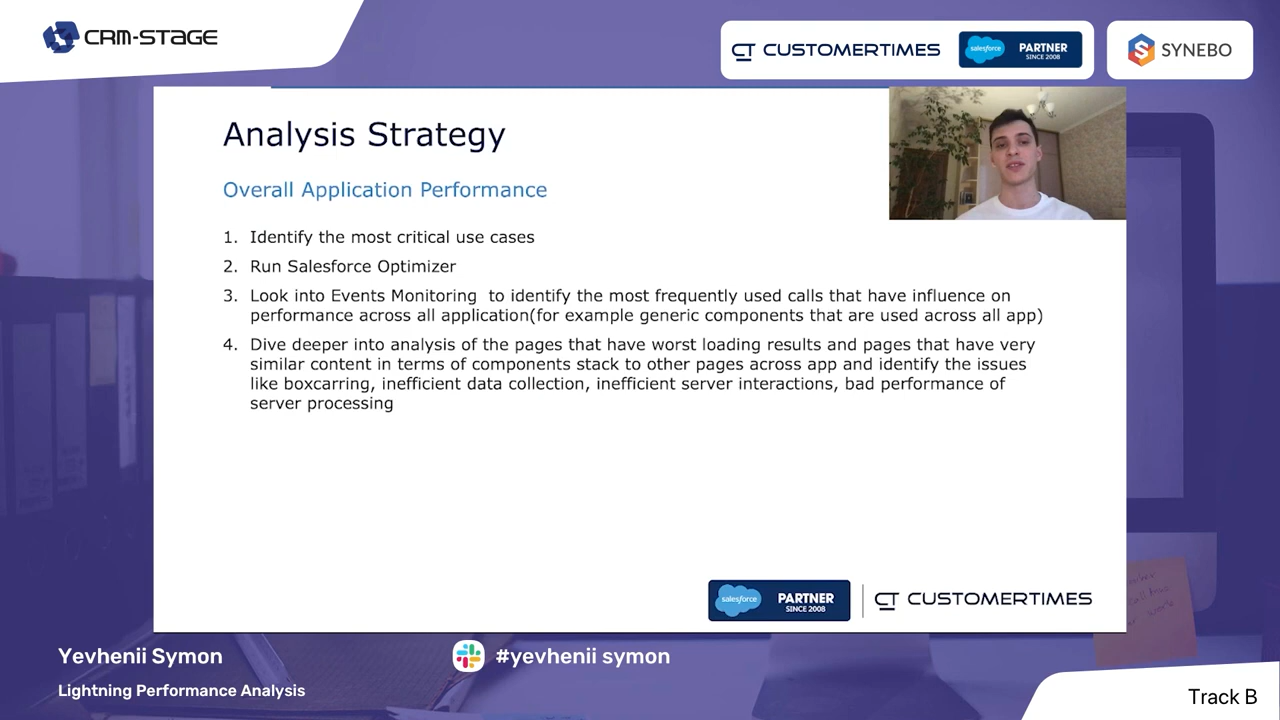 CRM-STAGE
CT CUSTOMERTIMES
salesforce
PARTNER
SINCE 2008
SYNEBO
Analysis Strategy
Overall Application Performance
1. Identify the most critical use cases
2. Run Salesforce Optimizer
3. Look into Events Monitoring  to identify the most frequently used calls that have influence on
performance across all application(for example generic components that are used across all app)
4. Dive deeper into analysis of the pages that have worst loading results and pages that have very
similar content in terms of components stack to other pages across app and identify the issues
like boxcarring, inefficient data collection, inefficient server interactions, bad performance of
server processing
salesforce
PARTNER
SINCE 2008
CT CUSTOMERTIMES
Yevhenii Symon
#yevhenii symon
Lightning Performance Analysis
Track B